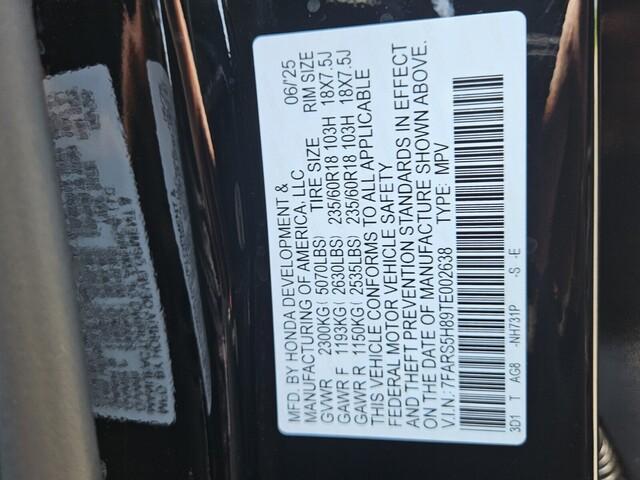 MFD. BY HONDA DEVELOPMENT & 06/'25
MANUFACTURING OF AMERICA, LLC
TIRE SIZE RIM SIZE
GVWR 2300KG( 5070LBS)
GAWR F 1193KG( 2630LBS) 235/60R18 103H 18X7.5J
GAWR R 1150KG( 2535LBS) 235/60R18 103H 18X7.5J
THIS VEHICLE CONFORMS TO ALL APPLICABLE
FEDERAL MOTOR VEHICLE SAFETY
AND THEFT PREVENTION STANDARDS IN EFFECT
ON THE DATE OF MANUFACTURE SHOWN ABOVE.
V.I.N.: 7FARS5H897E002638 TYPE: MPV
3D1 T AG8 -NH731P -S -E